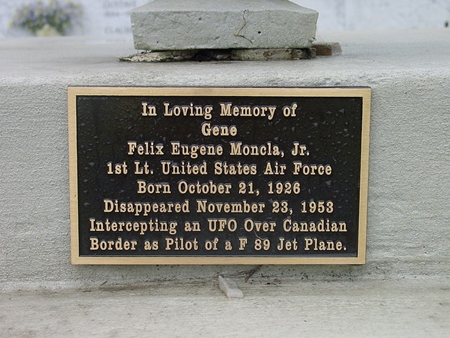 In Loving Memory of
Gene
Felix Eugene Moncla, Jr.
1st Lt. United States Air Force
Born October 21, 1926
Disappeared November 23, 1953
Intercepting an UFO Over Canadian
Border as Pilot of a F 89 Jet Plane.